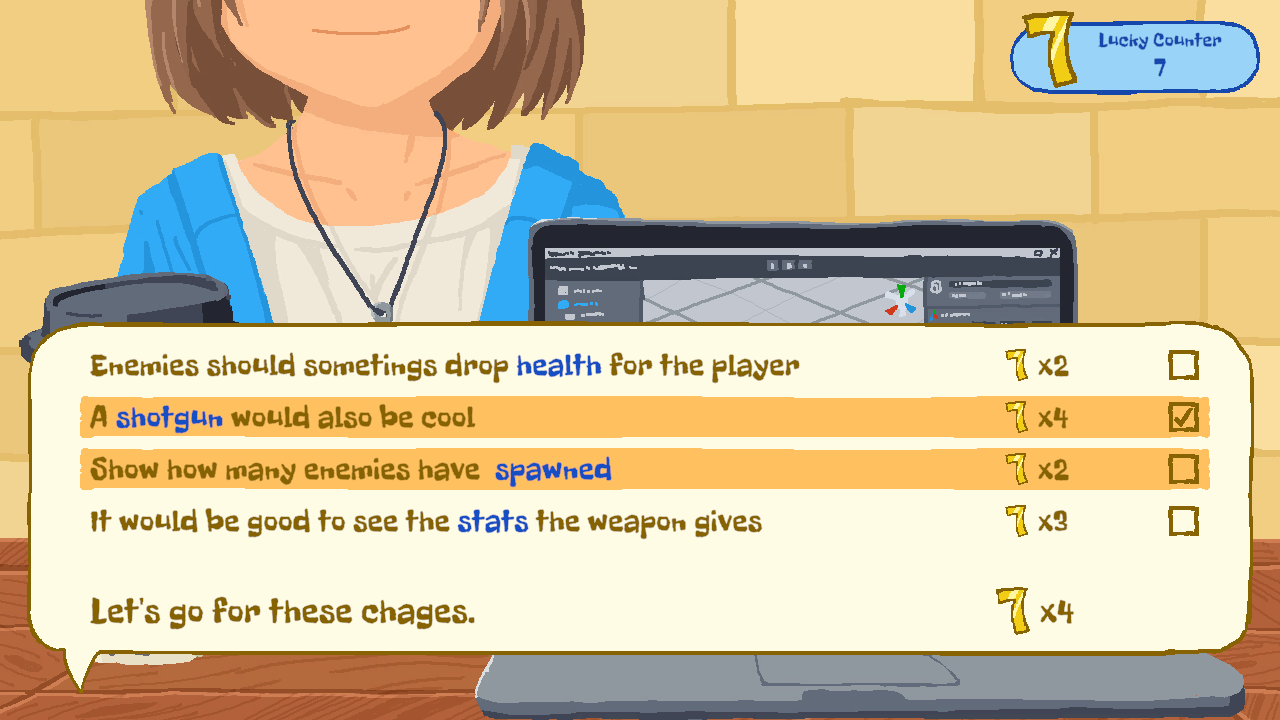 Lucky Counter
7
Enemies should sometings drop health for the player x2
A shotgun would also be cool x4
Show how many enemies have spawned x2
It would be good to see the stats the weapon gives x3
Let's go for these chages. x4